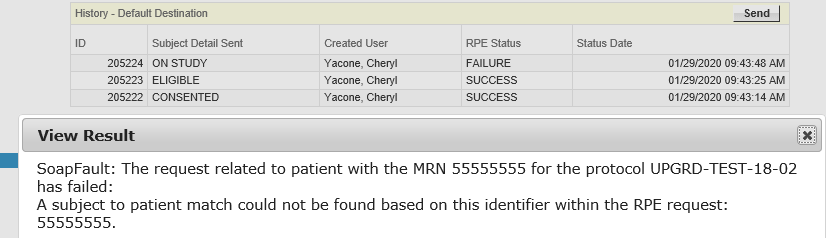 History - Default Destination Send
ID Subject Detail Sent Created User RPE Status Status Date
205224 ON STUDY Yacone, Cheryl FAILURE 01/29/2020 09:43:48 AM
205223 ELIGIBLE Yacone, Cheryl SUCCESS 01/29/2020 09:43:25 AM
205222 CONSENTED Yacone, Cheryl SUCCESS 01/29/2020 09:43:14 AM
View Result
SoapFault: The request related to patient with the MRN 55555555 for the protocol UPGRD-TEST-18-02
has failed:
A subject to patient match could not be found based on this identifier within the RPE request:
55555555.